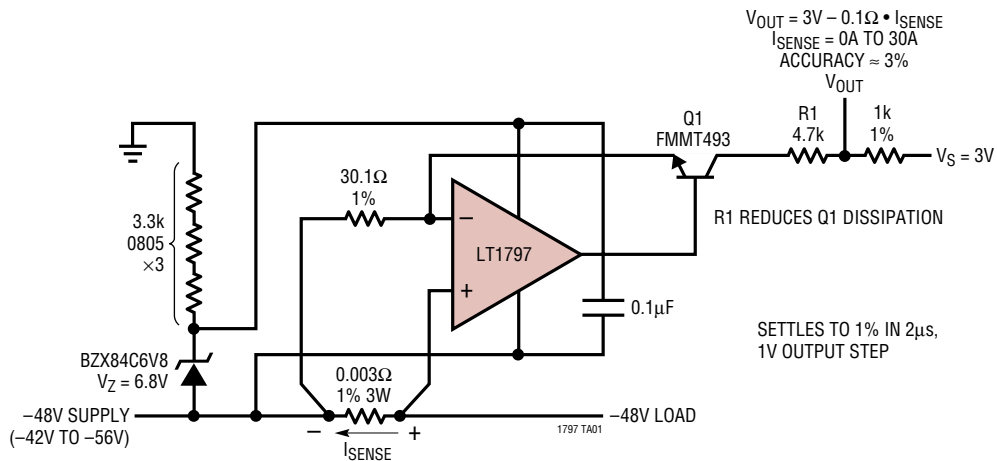 V_OUT = 3V – 0.1Ω • I_SENSE
I_SENSE = 0A TO 30A
ACCURACY ≈ 3%
V_OUT
Q1
FMMT493
R1
4.7k
1k
1%
V_S = 3V
30.1Ω
1%
R1 REDUCES Q1 DISSIPATION
3.3k
0805
×3
–
LT1797
+
0.1µF
SETTLES TO 1% IN 2µs,
1V OUTPUT STEP
BZX84C6V8
V_Z = 6.8V
0.003Ω
1% 3W
–48V SUPPLY
(–42V TO –56V)
–48V LOAD
– +
I_SENSE
1797 TA01